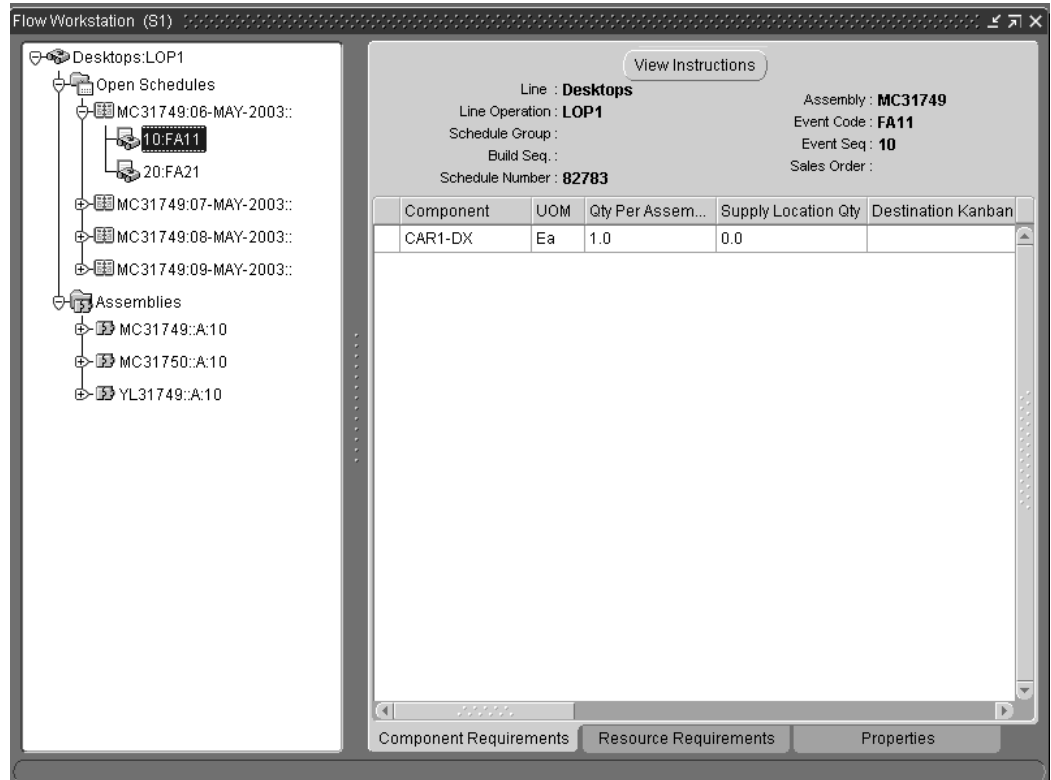 Flow Workstation (S1)
Desktops:LOP1
Open Schedules
MC31749:06-MAY-2003::
10:FA11
20:FA21
MC31749:07-MAY-2003::
MC31749:08-MAY-2003::
MC31749:09-MAY-2003::
Assemblies
MC31749::A:10
MC31750::A:10
YL31749::A:10
View Instructions
Line : Desktops
Line Operation : LOP1
Schedule Group :
Build Seq. :
Schedule Number : 82783
Assembly : MC31749
Event Code : FA11
Event Seq : 10
Sales Order :
Component UOM Qty Per Assem... Supply Location Qty Destination Kanban
CAR1-DX Ea 1.0 0.0
Component Requirements Resource Requirements Properties